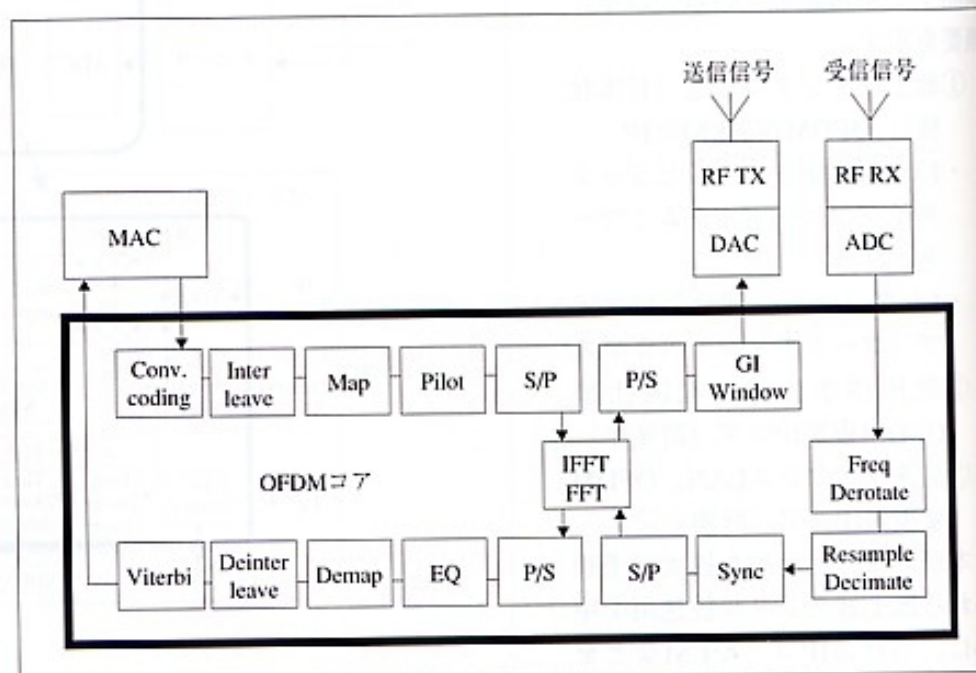 送信信号 受信信号
RF TX RF RX
MAC DAC ADC
Conv. coding
Inter leave
Map
Pilot
S/P
P/S
GI Window
OFDMコア
IFFT FFT
Freq Derotate
Viterbi
Deinter leave
Demap
EQ
P/S
S/P
Sync
Resample Decimate